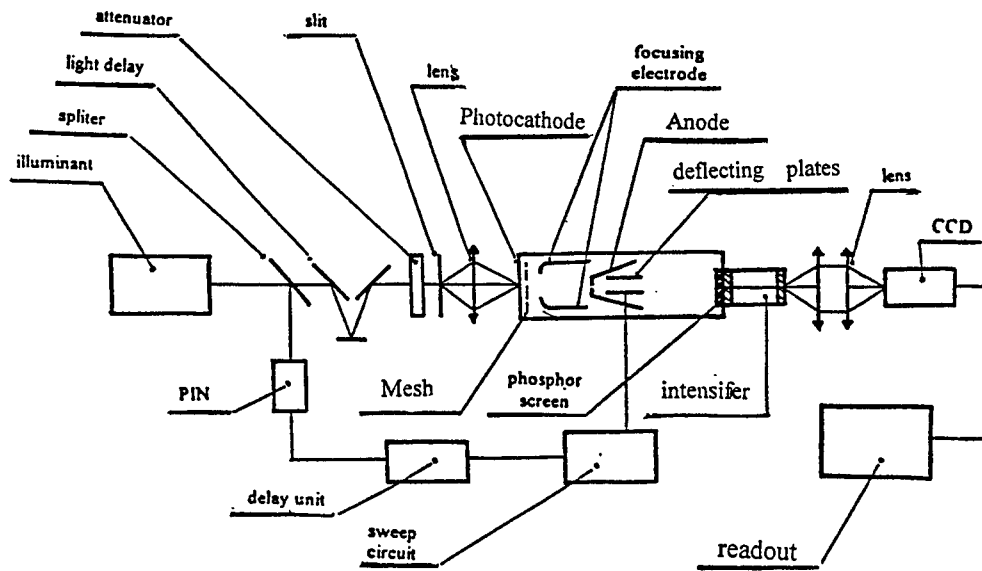 attenuator
slit
light delay
lens
focusing
electrode
spliter
Photocathode
Anode
illuminant
deflecting plates
lens
CCD
PIN
Mesh
phosphor
screen
intensifer
delay unit
sweep
circuit
readout